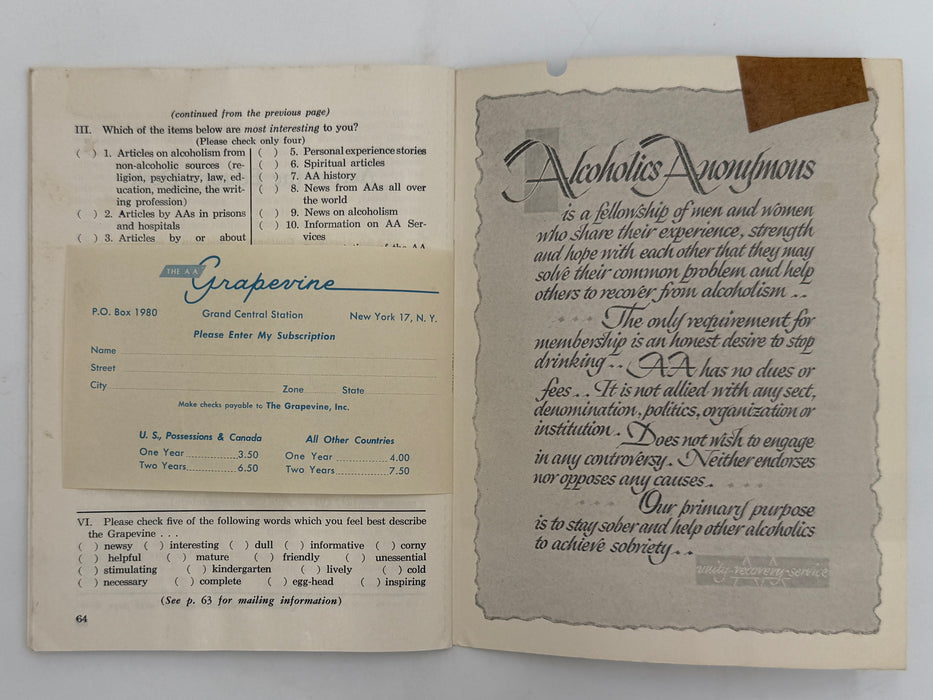 (continued from the previous page)
III. Which of the items below are most interesting to you?
(Please check only four)
( ) 1. Articles on alcoholism from
non-alcoholic sources (re-
ligion, psychiatry, law, ed-
ucation, medicine, the writ-
ing profession)
( ) 2. Articles by AAs in prisons
and hospitals
( ) 3. Articles by or about
( ) 5. Personal experience stories
( ) 6. Spiritual articles
( ) 7. AA history
( ) 8. News from AAs all over
the world
( ) 9. News on alcoholism
( ) 10. Information on AA Ser-
vices
of the AA
THE AA
Grapevine
P.O. Box 1980 Grand Central Station New York 17, N. Y.
Please Enter My Subscription
Name
Street
City Zone State
Make checks payable to The Grapevine, Inc.
U. S., Possessions & Canada
One Year 3.50
Two Years 6.50
All Other Countries
One Year 4.00
Two Years 7.50
VI. Please check five of the following words which you feel best describe
the Grapevine . . .
( ) newsy ( ) interesting ( ) dull ( ) informative ( ) corny
( ) helpful ( ) mature ( ) friendly ( ) unessential
( ) stimulating ( ) kindergarten ( ) lively ( ) cold
( ) necessary ( ) complete ( ) egg-head ( ) inspiring
(See p. 63 for mailing information)
64
Alcoholics Anonymous
is a fellowship of men and women
who share their experience, strength
and hope with each other that they may
solve their common problem and help
others to recover from alcoholism ..
The only requirement for
membership is an honest desire to stop
drinking .. AA has no dues or
fees .. It is not allied with any sect,
denomination, politics, organization or
institution . Does not wish to engage
in any controversy. Neither endorses
nor opposes any causes .
Our primary purpose
is to stay sober and help other alcoholics
to achieve sobriety ..
unity-recovery-service